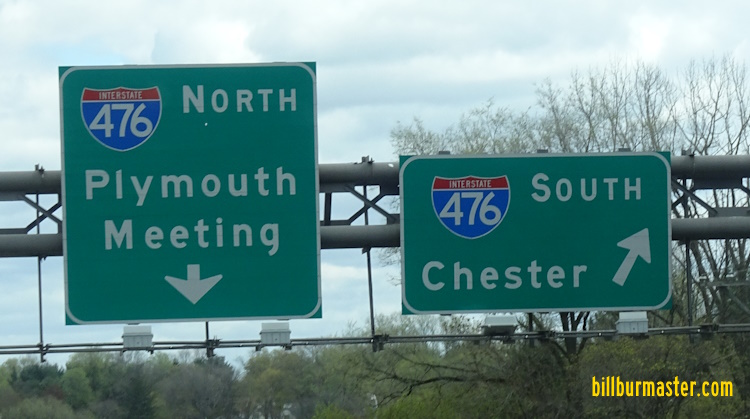 INTERSTATE
476
NORTH
PLYMOUTH
MEETING
INTERSTATE
476
SOUTH
CHESTER
billburmaster.com